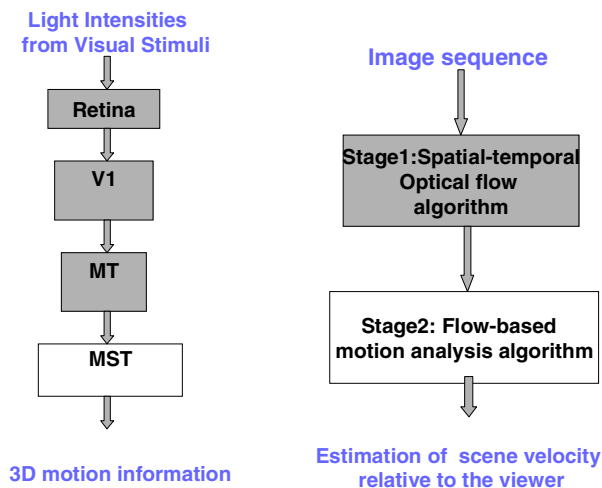 Light Intensities
from Visual Stimuli
Retina
V1
MT
MST
3D motion information
Image sequence
Stage1:Spatial-temporal
Optical flow
algorithm
Stage2: Flow-based
motion analysis algorithm
Estimation of scene velocity
relative to the viewer